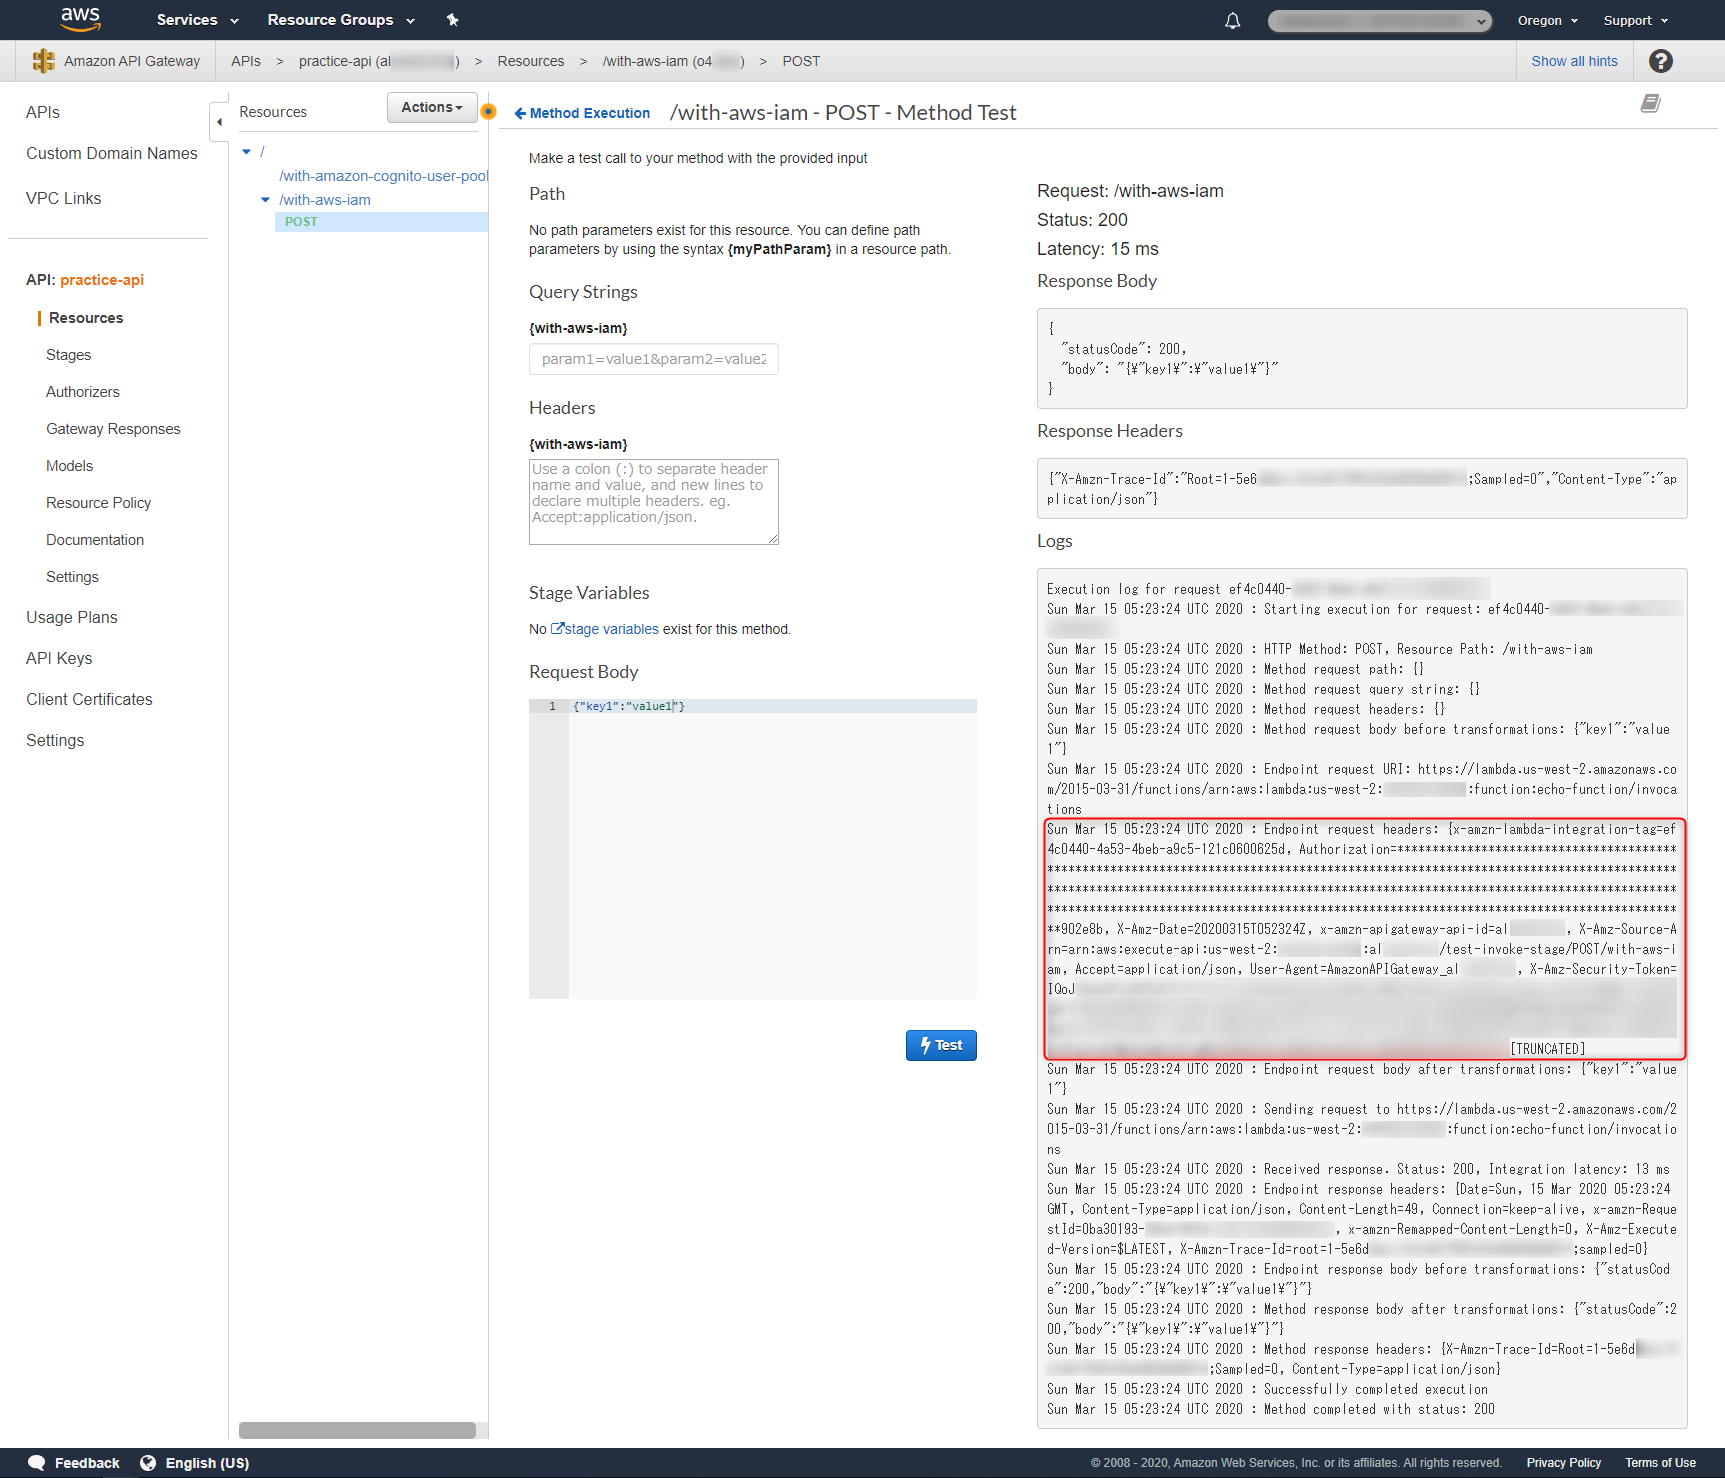 aws Services Resource Groups Oregon Support
Amazon API Gateway APIs > practice-api (al ) > Resources > /with-aws-iam (o4 ) > POST Show all hints ?
APIs
Custom Domain Names
VPC Links
API: practice-api
Resources
Stages
Authorizers
Gateway Responses
Models
Resource Policy
Documentation
Settings
Usage Plans
API Keys
Client Certificates
Settings
Resources Actions
/
/with-amazon-cognito-user-pool
/with-aws-iam
POST
Method Execution /with-aws-iam - POST - Method Test
Make a test call to your method with the provided input
Path
No path parameters exist for this resource. You can define path
parameters by using the syntax {myPathParam} in a resource path.
Query Strings
{with-aws-iam}
param1=value1&param2=value2
Headers
{with-aws-iam}
Use a colon (:) to separate header
name and value, and new lines to
declare multiple headers. eg.
Accept:application/json.
Stage Variables
No stage variables exist for this method.
Request Body
1 {"key1":"value1"}
Test
Request: /with-aws-iam
Status: 200
Latency: 15 ms
Response Body
{
"statusCode": 200,
"body": "{¥"key1¥":¥"value1¥"}"
}
Response Headers
{"X-Amzn-Trace-Id":"Root=1-5e6 ;Sampled=0","Content-Type":"ap
plication/json"}
Logs
Execution log for request ef4c0440-
Sun Mar 15 05:23:24 UTC 2020 : Starting execution for request: ef4c0440-
Sun Mar 15 05:23:24 UTC 2020 : HTTP Method: POST, Resource Path: /with-aws-iam
Sun Mar 15 05:23:24 UTC 2020 : Method request path: {}
Sun Mar 15 05:23:24 UTC 2020 : Method request query string: {}
Sun Mar 15 05:23:24 UTC 2020 : Method request headers: {}
Sun Mar 15 05:23:24 UTC 2020 : Method request body before transformations: {"key1":"value
1"}
Sun Mar 15 05:23:24 UTC 2020 : Endpoint request URI: https://lambda.us-west-2.amazonaws.co
m/2015-03-31/functions/arn:aws:lambda:us-west-2: :function:echo-function/invoca
tions
Sun Mar 15 05:23:24 UTC 2020 : Endpoint request headers: {x-amzn-lambda-integration-tag=ef
4c0440-4a53-4beb-a9c5-121c0600625d, Authorization=****************************************
******************************************************************************************
******************************************************************************************
******************************************************************************************
**902e8b, X-Amz-Date=20200315T052324Z, x-amzn-apigateway-api-id=al , X-Amz-Source-A
rn=arn:aws:execute-api:us-west-2: :al /test-invoke-stage/POST/with-aws-i
am, Accept=application/json, User-Agent=AmazonAPIGateway_al , X-Amz-Security-Token=
IQoJ
[TRUNCATED]
Sun Mar 15 05:23:24 UTC 2020 : Endpoint request body after transformations: {"key1":"value
1"}
Sun Mar 15 05:23:24 UTC 2020 : Sending request to https://lambda.us-west-2.amazonaws.com/2
015-03-31/functions/arn:aws:lambda:us-west-2: :function:echo-function/invocatio
ns
Sun Mar 15 05:23:24 UTC 2020 : Received response. Status: 200, Integration latency: 13 ms
Sun Mar 15 05:23:24 UTC 2020 : Endpoint response headers: {Date=Sun, 15 Mar 2020 05:23:24
GMT, Content-Type=application/json, Content-Length=49, Connection=keep-alive, x-amzn-Reque
stId=0ba30193- , x-amzn-Remapped-Content-Length=0, X-Amz-Execute
d-Version=$LATEST, X-Amzn-Trace-Id=root=1-5e6d ;sampled=0}
Sun Mar 15 05:23:24 UTC 2020 : Endpoint response body before transformations: {"statusCod
e":200,"body":"{¥"key1¥":¥"value1¥"}"}
Sun Mar 15 05:23:24 UTC 2020 : Method response body after transformations: {"statusCode":2
00,"body":"{¥"key1¥":¥"value1¥"}"}
Sun Mar 15 05:23:24 UTC 2020 : Method response headers: {X-Amzn-Trace-Id=Root=1-5e6d
;Sampled=0, Content-Type=application/json}
Sun Mar 15 05:23:24 UTC 2020 : Successfully completed execution
Sun Mar 15 05:23:24 UTC 2020 : Method completed with status: 200
Feedback English (US) © 2008 - 2020, Amazon Web Services, Inc. or its affiliates. All rights reserved. Privacy Policy Terms of Use